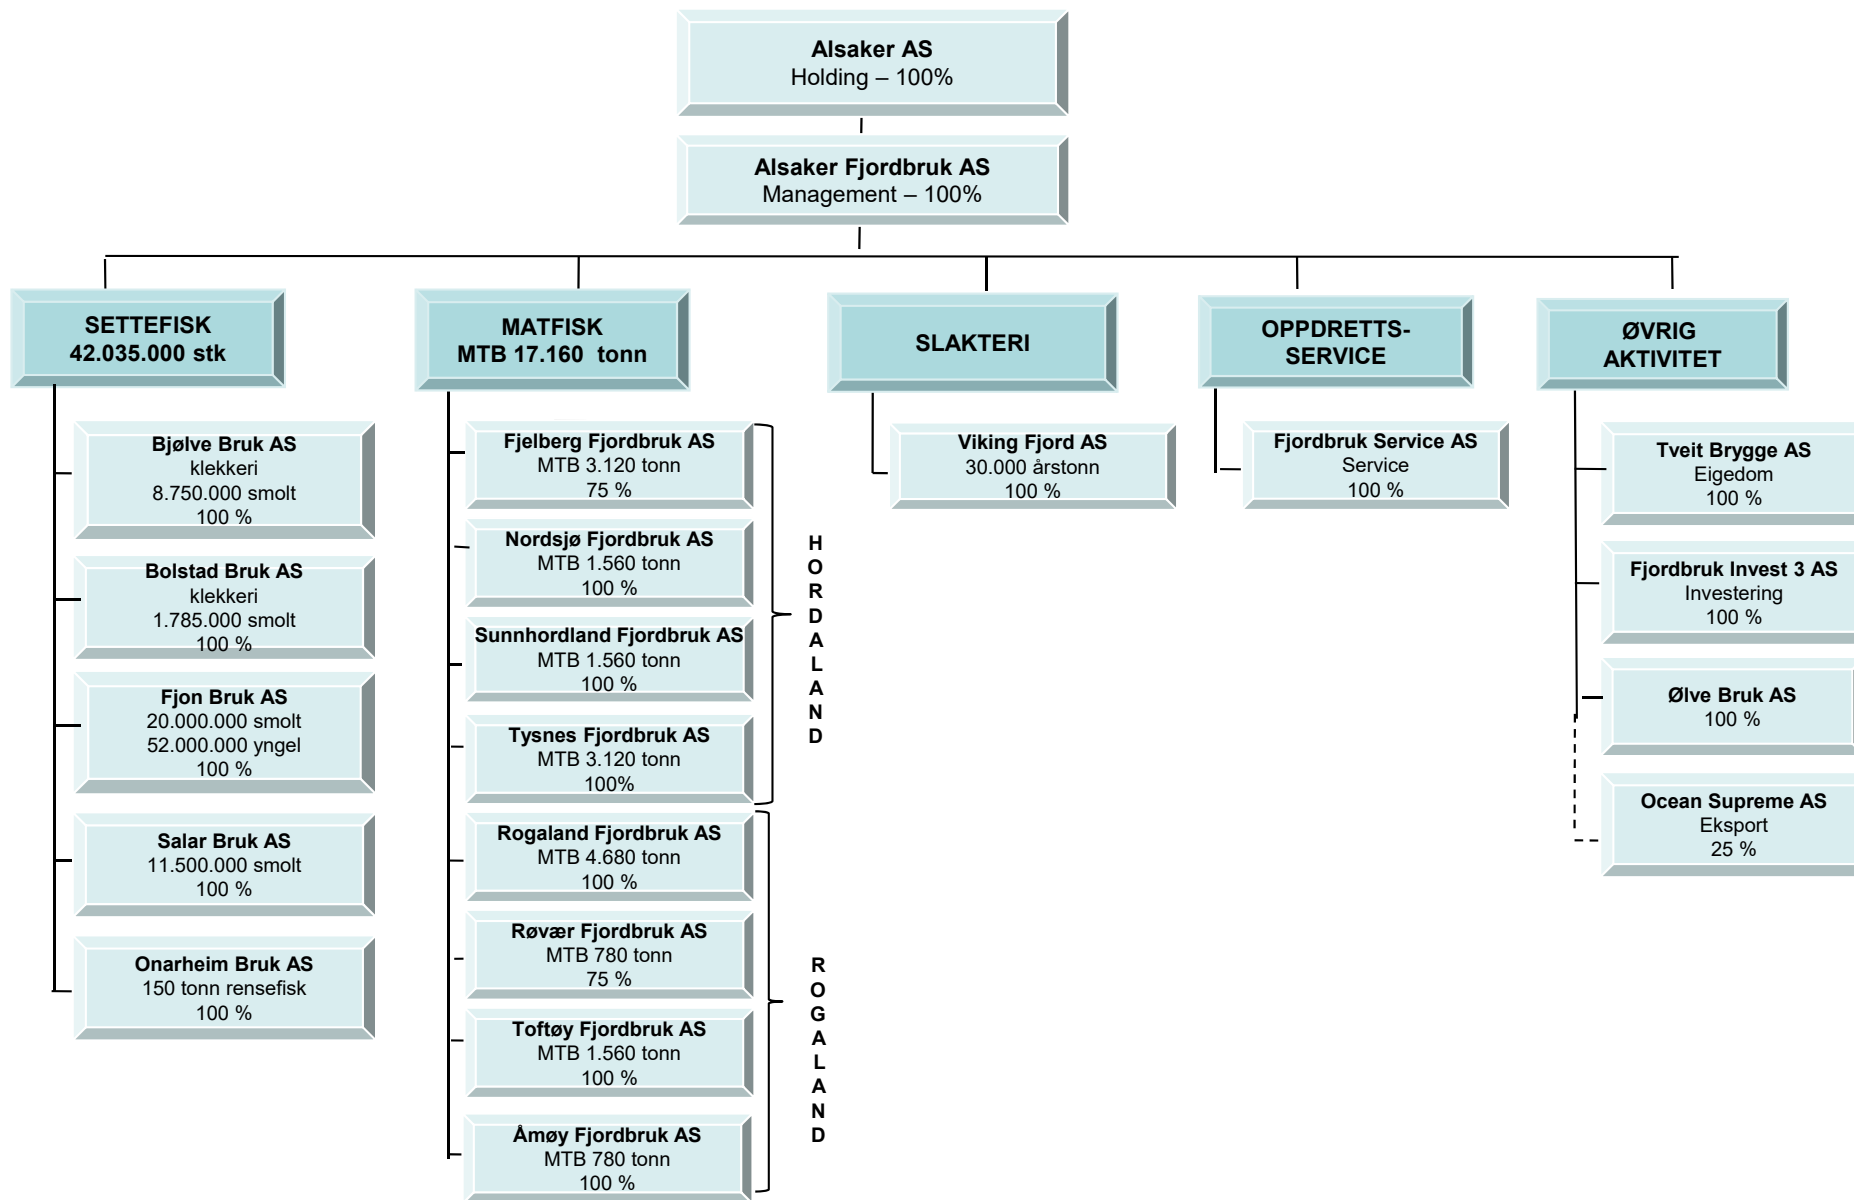 Alsaker AS
Holding – 100%
Alsaker Fjordbruk AS
Management – 100%
SETTEFISK
42.035.000 stk
Bjølve Bruk AS
klekkeri
8.750.000 smolt
100 %
Bolstad Bruk AS
klekkeri
1.785.000 smolt
100 %
Fjon Bruk AS
20.000.000 smolt
52.000.000 yngel
100 %
Salar Bruk AS
11.500.000 smolt
100 %
Onarheim Bruk AS
150 tonn rensefisk
100 %
MATFISK
MTB 17.160 tonn
Fjelberg Fjordbruk AS
MTB 3.120 tonn
75 %
Nordsjø Fjordbruk AS
MTB 1.560 tonn
100 %
Sunnhordland Fjordbruk AS
MTB 1.560 tonn
100 %
Tysnes Fjordbruk AS
MTB 3.120 tonn
100%
HORDALAND
Rogaland Fjordbruk AS
MTB 4.680 tonn
100 %
Røvær Fjordbruk AS
MTB 780 tonn
75 %
Toftøy Fjordbruk AS
MTB 1.560 tonn
100 %
Åmøy Fjordbruk AS
MTB 780 tonn
100 %
ROGALAND
SLAKTERI
Viking Fjord AS
30.000 årstonn
100 %
OPPDRETTS-
SERVICE
Fjordbruk Service AS
Service
100 %
ØVRIG
AKTIVITET
Tveit Brygge AS
Eigedom
100 %
Fjordbruk Invest 3 AS
Investering
100 %
Ølve Bruk AS
100 %
Ocean Supreme AS
Eksport
25 %